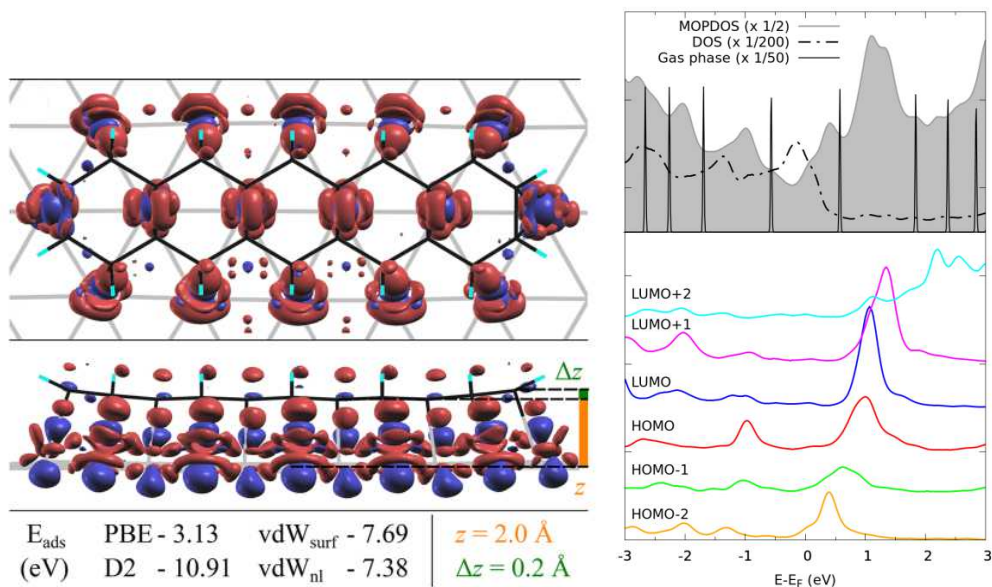 Δz
z
E_ads PBE - 3.13 vdW_surf - 7.69 z = 2.0 Å
(eV) D2 - 10.91 vdW_nl - 7.38 Δz = 0.2 Å
MOPDOS (x 1/2)
DOS (x 1/200)
Gas phase (x 1/50)
LUMO+2
LUMO+1
LUMO
HOMO
HOMO-1
HOMO-2
-3 -2 -1 0 1 2 3
E-E_F (eV)